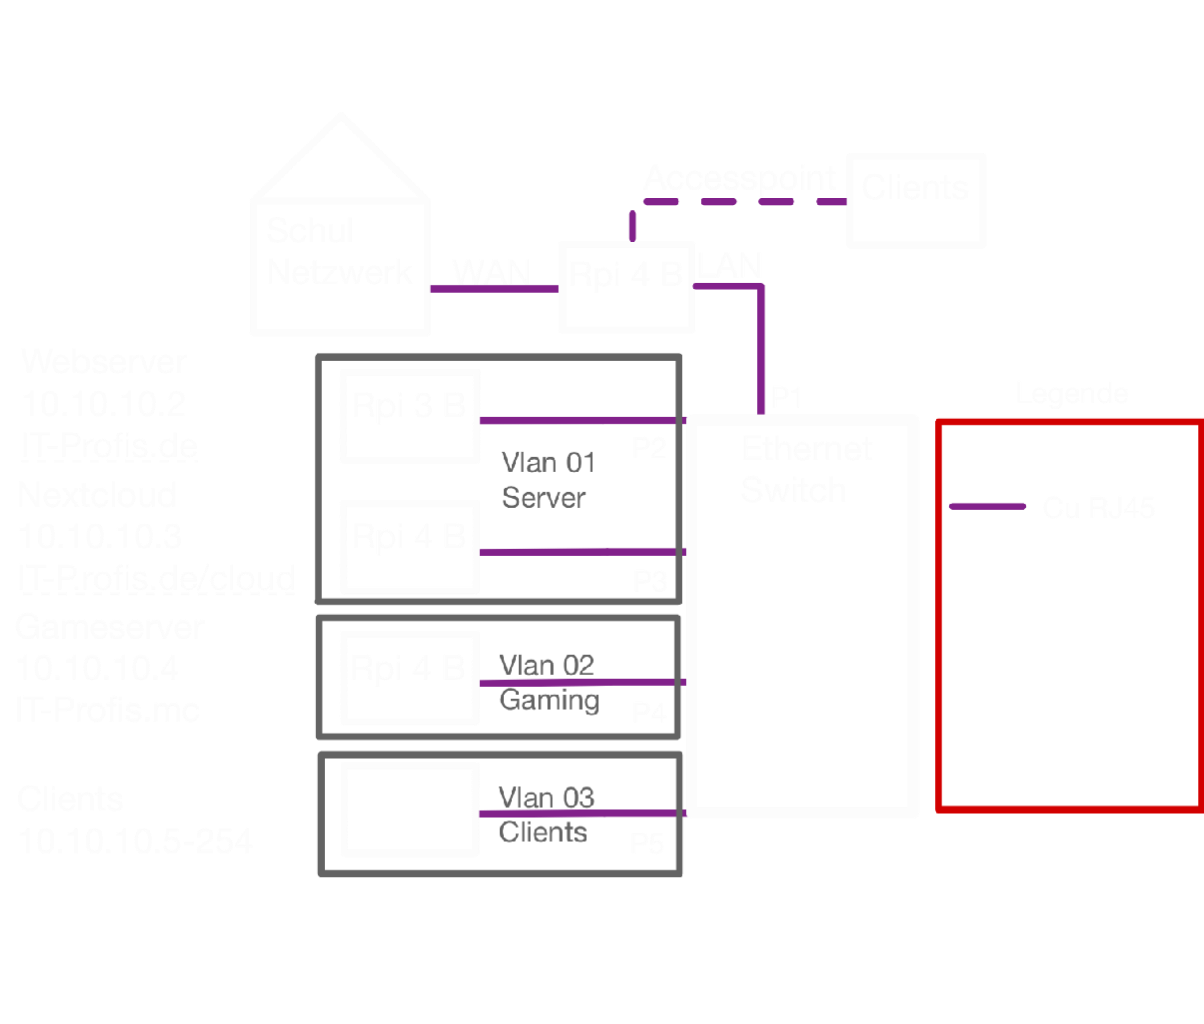 Accesspoint
Clients
Schul
Netzwerk
WAN
Rpi 4 B
LAN
Webserver
10.10.10.2
IT-Profis.de
Rpi 3 B
P1
Legende
P2
Ethernet
Switch
Vlan 01
Server
Nextcloud
10.10.10.3
IT-Profis.de/cloud
Rpi 4 B
P3
Cu RJ45
Gameserver
10.10.10.4
IT-Profis.mc
Rpi 4 B
Vlan 02
Gaming
P4
Clients
10.10.10.5-254
Vlan 03
Clients
P5